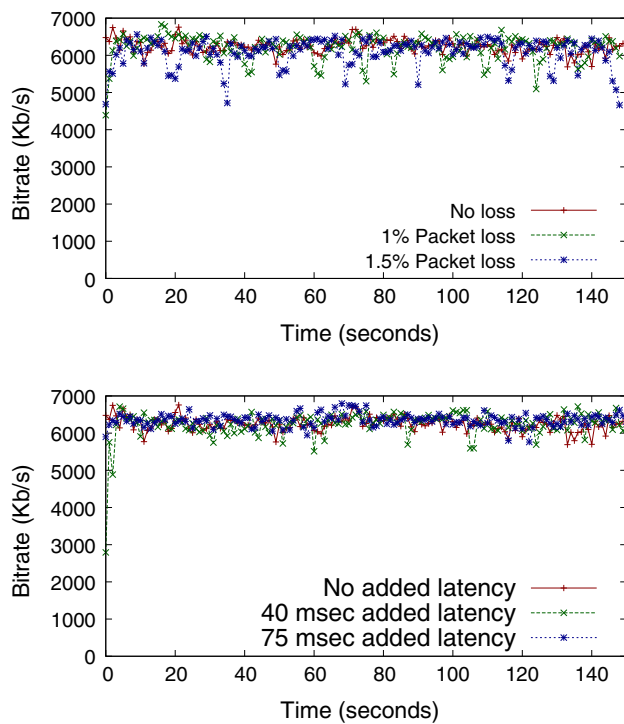 7000
6000
5000
4000
3000
2000
1000
0
Bitrate (Kb/s)
No loss
1% Packet loss
1.5% Packet loss
0 20 40 60 80 100 120 140
Time (seconds)
7000
6000
5000
4000
3000
2000
1000
0
Bitrate (Kb/s)
No added latency
40 msec added latency
75 msec added latency
0 20 40 60 80 100 120 140
Time (seconds)